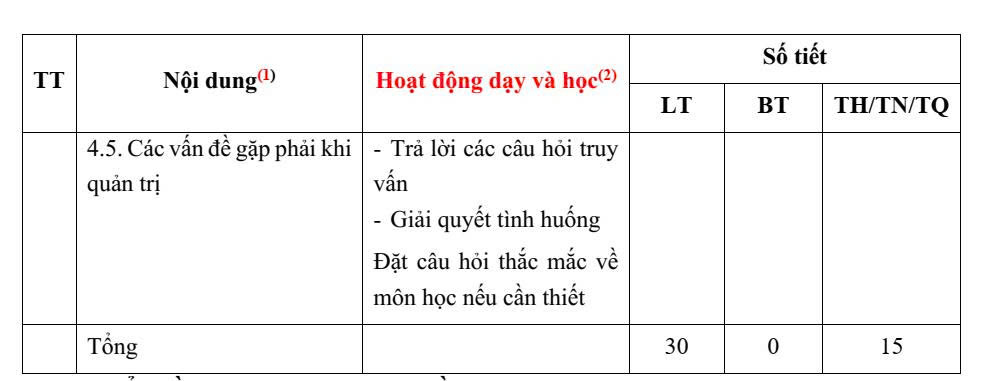 TT
Nội dung(1)
Hoạt động dạy và học(2)
Số tiết
LT
BT
TH/TN/TQ
4.5. Các vấn đề gặp phải khi
quản trị
- Trả lời các câu hỏi truy
vấn
- Giải quyết tình huống
Đặt câu hỏi thắc mắc về
môn học nếu cần thiết
Tổng
30
0
15